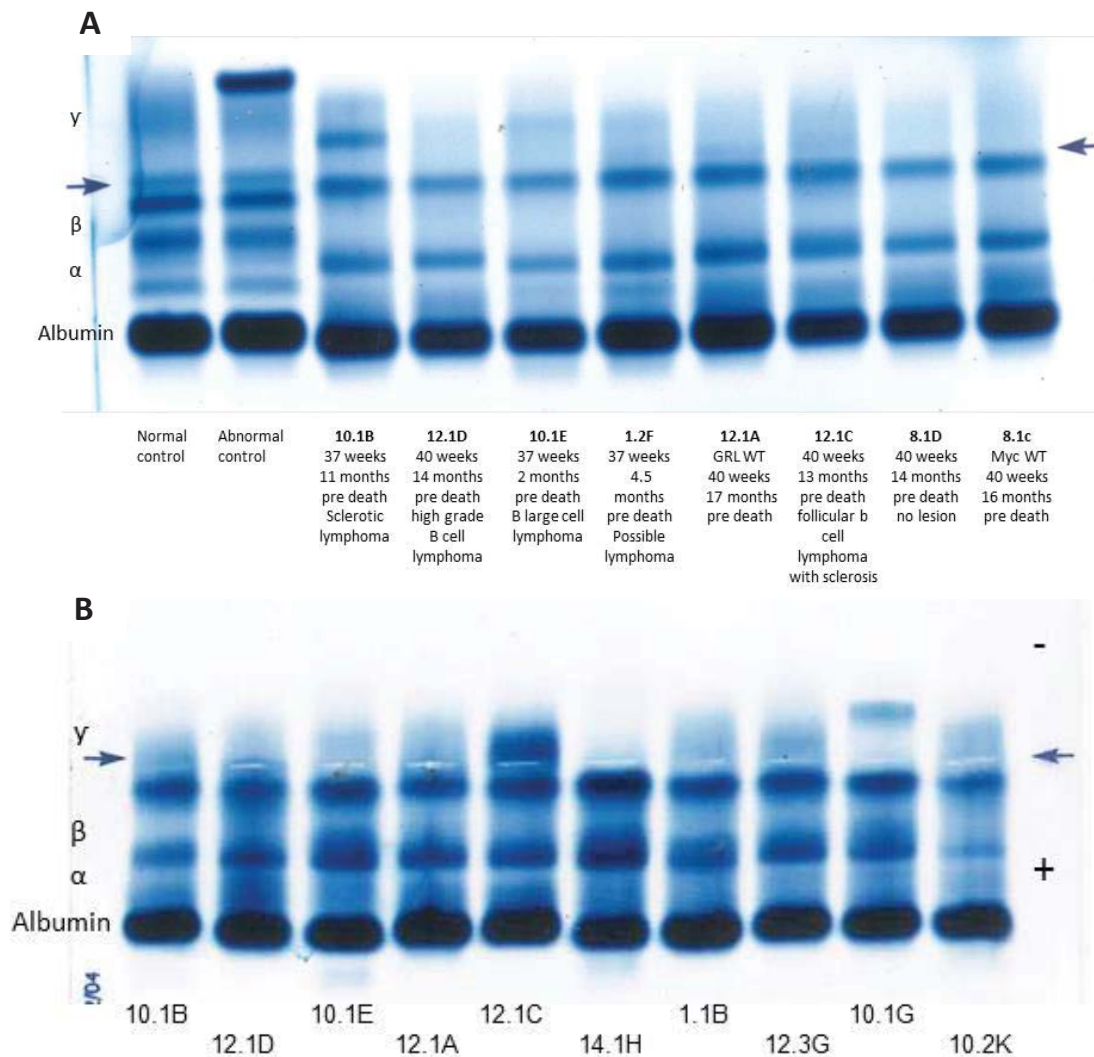 A
γ
β
α
Albumin
Normal
control
Abnormal
control
10.1B
37 weeks
11 months
pre death
Sclerotic
lymphoma
12.1D
40 weeks
14 months
pre death
high grade
B cell
lymphoma
10.1E
37 weeks
2 months
pre death
B large cell
lymphoma
1.2F
37 weeks
4.5
months
pre death
Possible
lymphoma
12.1A
GRL WT
40 weeks
17 months
pre death
12.1C
40 weeks
13 months
pre death
follicular b
cell
lymphoma
with sclerosis
8.1D
40 weeks
14 months
pre death
no lesion
8.1c
Myc WT
40 weeks
16 months
pre death
B
-
γ
β
α
+
Albumin
10.1B
12.1D
10.1E
12.1A
12.1C
14.1H
1.1B
12.3G
10.1G
10.2K